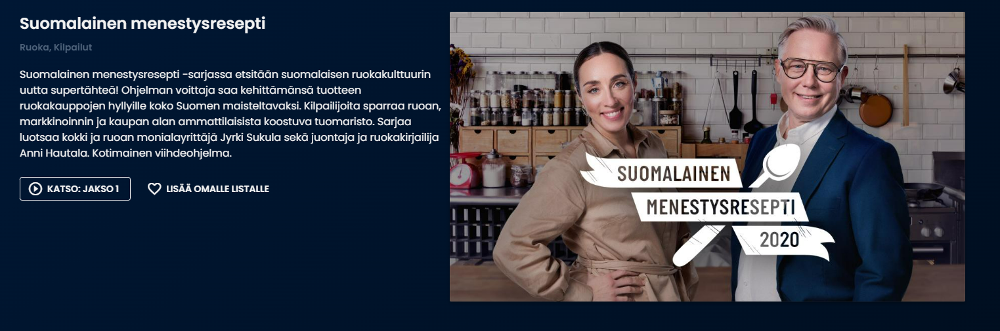 Suomalainen menestysresepti
Ruoka, Kilpailut
Suomalainen menestysresepti -sarjassa etsitään suomalaisen ruokakulttuurin
uutta supertähteä! Ohjelman voittaja saa kehittämänsä tuotteen
ruokakauppojen hyllyille koko Suomen maisteltavaksi. Kilpailijoita sparraa ruoan,
markkinoinnin ja kaupan alan ammattilaisista koostuva tuomaristo. Sarjaa
luotsaa kokki ja ruoan monialayrittäjä Jyrki Sukula sekä juontaja ja ruokakirjailija
Anni Hautala. Kotimainen viihdeohjelma.
KATSO: JAKSO 1
LISÄÄ OMALLE LISTALLE
SUOMALAINEN
MENESTYSRESEPTI
2020